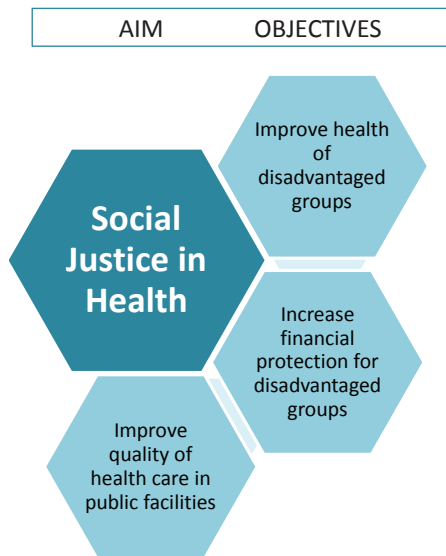 AIM OBJECTIVES
Improve health
of
disadvantaged
groups
Social
Justice in
Health
Increase
financial
protection for
disadvantaged
groups
Improve
quality of
health care in
public facilities